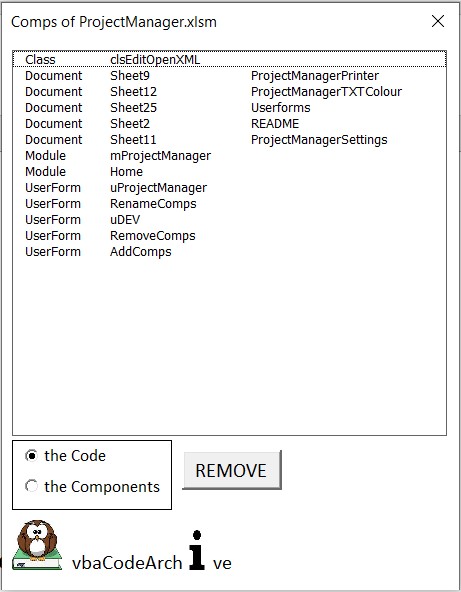 Comps of ProjectManager.xlsm
Class clsEditOpenXML
Document Sheet9 ProjectManagerPrinter
Document Sheet12 ProjectManagerTXTColour
Document Sheet25 Userforms
Document Sheet2 README
Document Sheet11 ProjectManagerSettings
Module mProjectManager
Module Home
UserForm uProjectManager
UserForm RenameComps
UserForm uDEV
UserForm RemoveComps
UserForm AddComps
the Code
REMOVE
the Components
vbaCodeArch i ve